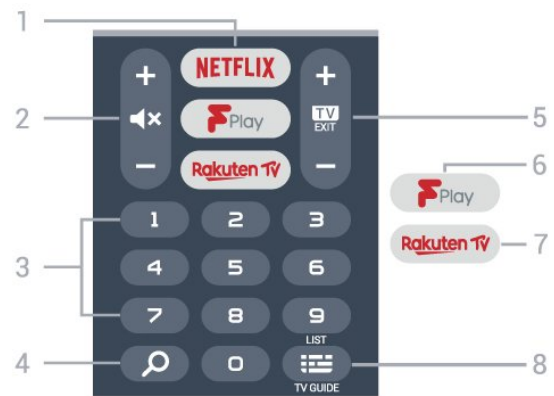 1
NETFLIX
+ +
2
Play
TV
EXIT
5
- -
Rakuten TV
6
Play
1 2 3
Rakuten TV
7
3
4 5 6
7 8 9
LIST
4
0
8
TV GUIDE